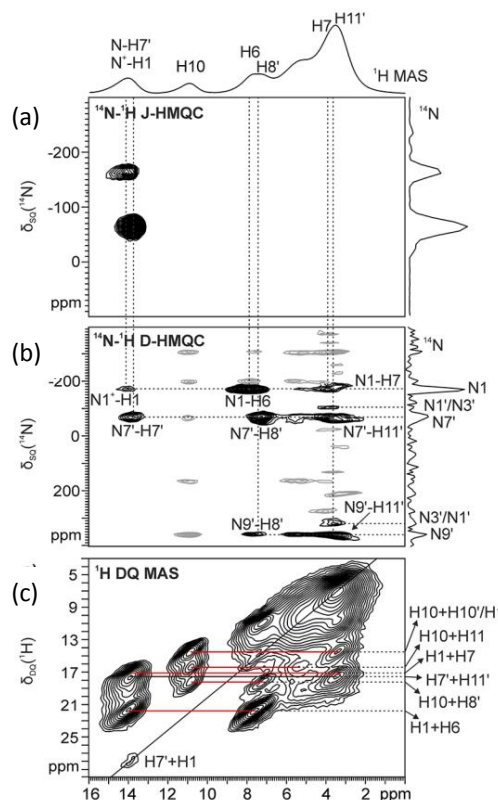 N-H7'
N⁺-H1
H10
H6
H8'
H7
H11'
¹H MAS
(a)
¹⁴N-¹H J-HMQC
¹⁴N
-200
-100
0
ppm
δSQ(¹⁴N)
(b)
¹⁴N-¹H D-HMQC
¹⁴N
-200
0
200
ppm
δSQ(¹⁴N)
N1⁺-H1
N1-H6
N1-H7
N7'-H7'
N7'-H8'
N7'-H11'
N9'-H8'
N9'-H11'
N1
N1'/N3'
N7'
N3'/N1'
N9'
(c)
¹H DQ MAS
5
9
13
17
21
25
ppm
δDQ(¹H)
H7'+H1
H10+H10'/H
H10+H11
H1+H7
H7'+H11'
H10+H8'
H1+H6
16 14 12 10 8 6 4 2 ppm